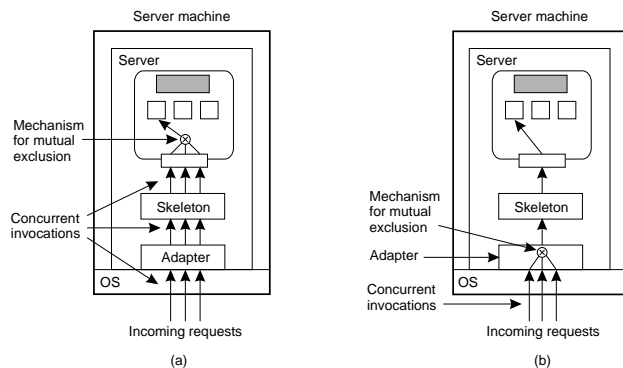 Server machine
Server
Mechanism
for mutual
exclusion
Concurrent
invocations
Skeleton
Adapter
OS
Incoming requests
(a)
Server machine
Server
Mechanism
for mutual
exclusion
Skeleton
Adapter
OS
Concurrent
invocations
Incoming requests
(b)